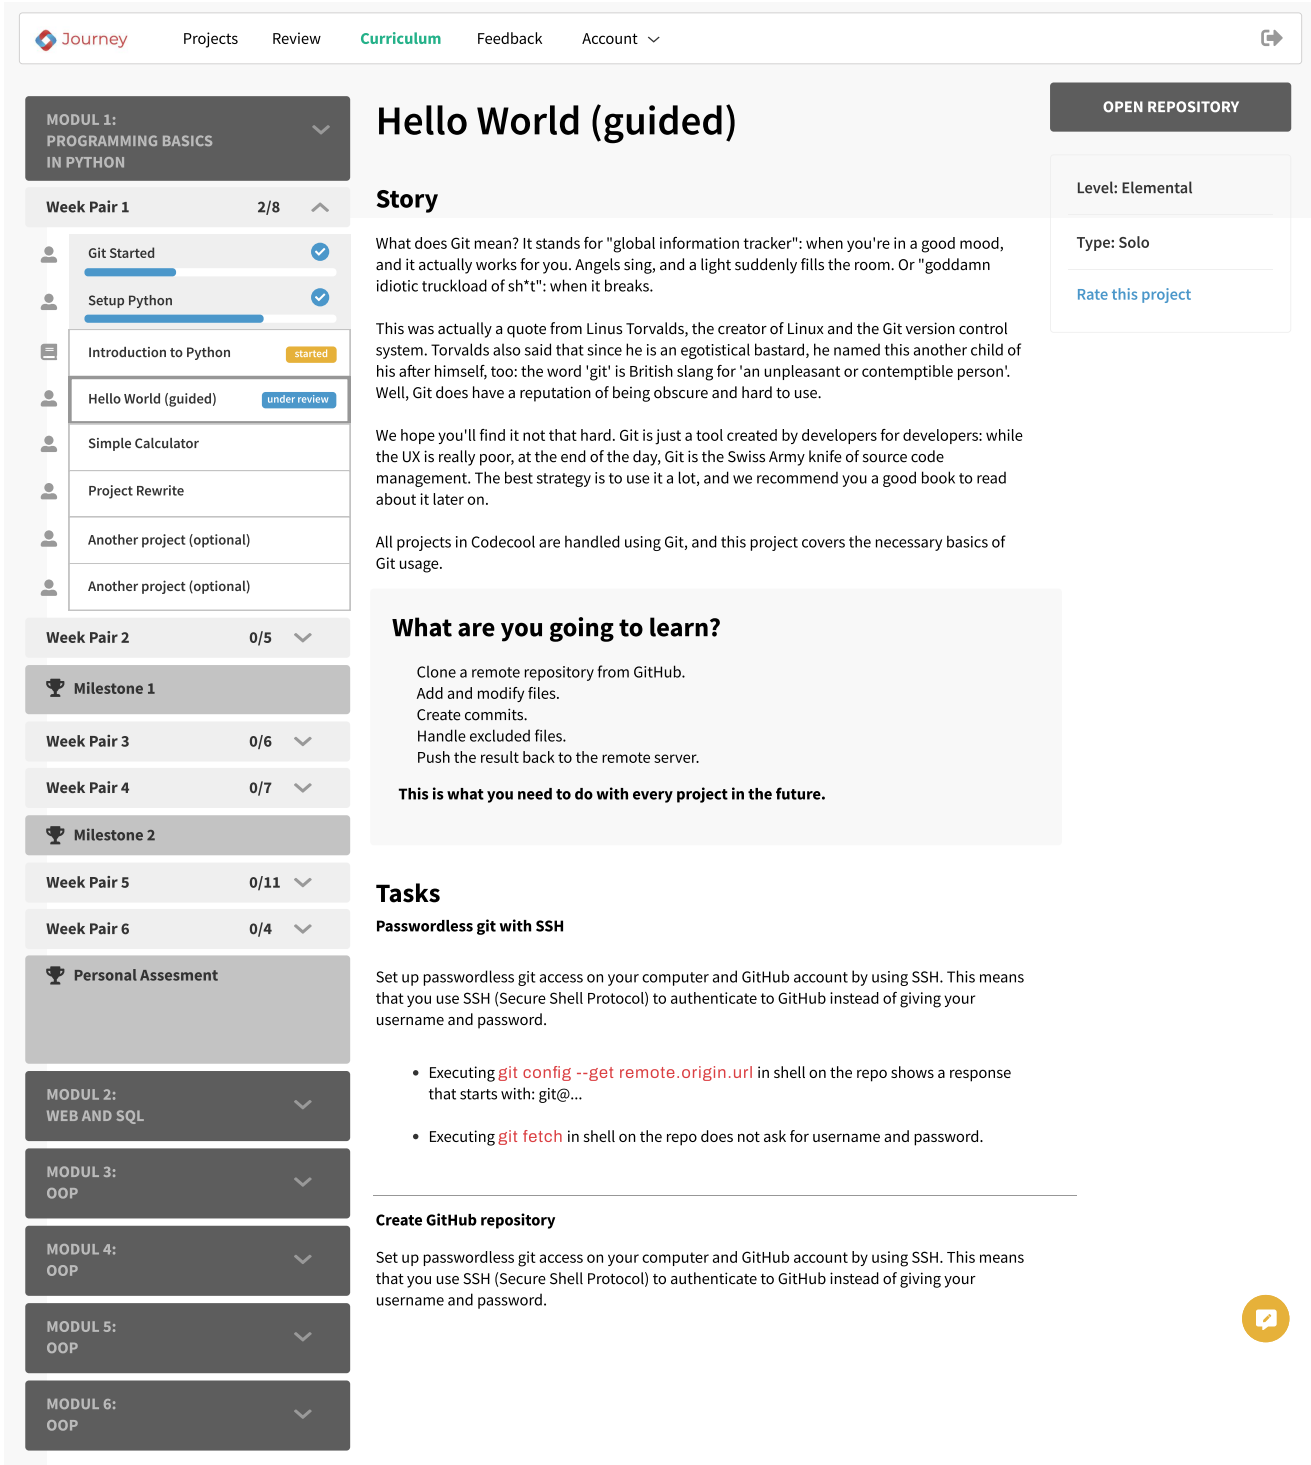 Journey
Projects
Review
Curriculum
Feedback
Account
MODUL 1:
PROGRAMMING BASICS
IN PYTHON
Week Pair 1
2/8
Git Started
Setup Python
Introduction to Python
started
Hello World (guided)
under review
Simple Calculator
Project Rewrite
Another project (optional)
Another project (optional)
Week Pair 2
0/5
Milestone 1
Week Pair 3
0/6
Week Pair 4
0/7
Milestone 2
Week Pair 5
0/11
Week Pair 6
0/4
Personal Assesment
MODUL 2:
WEB AND SQL
MODUL 3:
OOP
MODUL 4:
OOP
MODUL 5:
OOP
MODUL 6:
OOP
Hello World (guided)
Story
What does Git mean? It stands for "global information tracker": when you're in a good mood,
and it actually works for you. Angels sing, and a light suddenly fills the room. Or "goddamn
idiotic truckload of sh*t": when it breaks.
This was actually a quote from Linus Torvalds, the creator of Linux and the Git version control
system. Torvalds also said that since he is an egotistical bastard, he named this another child of
his after himself, too: the word 'git' is British slang for 'an unpleasant or contemptible person'.
Well, Git does have a reputation of being obscure and hard to use.
We hope you'll find it not that hard. Git is just a tool created by developers for developers: while
the UX is really poor, at the end of the day, Git is the Swiss Army knife of source code
management. The best strategy is to use it a lot, and we recommend you a good book to read
about it later on.
All projects in Codecool are handled using Git, and this project covers the necessary basics of
Git usage.
What are you going to learn?
Clone a remote repository from GitHub.
Add and modify files.
Create commits.
Handle excluded files.
Push the result back to the remote server.
This is what you need to do with every project in the future.
Tasks
Passwordless git with SSH
Set up passwordless git access on your computer and GitHub account by using SSH. This means
that you use SSH (Secure Shell Protocol) to authenticate to GitHub instead of giving your
username and password.
• Executing git config --get remote.origin.url in shell on the repo shows a response
that starts with: git@...
• Executing git fetch in shell on the repo does not ask for username and password.
Create GitHub repository
Set up passwordless git access on your computer and GitHub account by using SSH. This means
that you use SSH (Secure Shell Protocol) to authenticate to GitHub instead of giving your
username and password.
OPEN REPOSITORY
Level: Elemental
Type: Solo
Rate this project